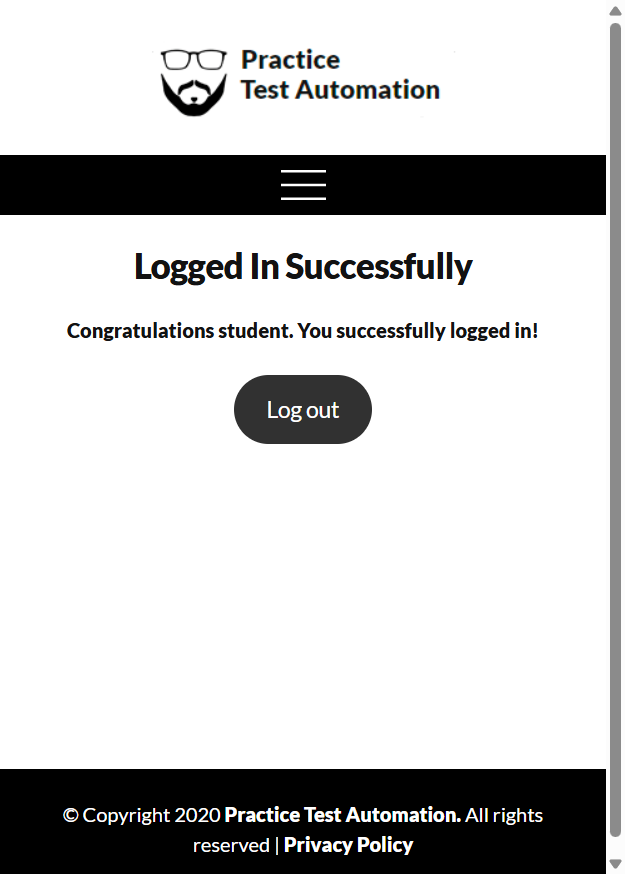 Practice
Test Automation
Logged In Successfully
Congratulations student. You successfully logged in!
Log out
© Copyright 2020 Practice Test Automation. All rights
reserved | Privacy Policy